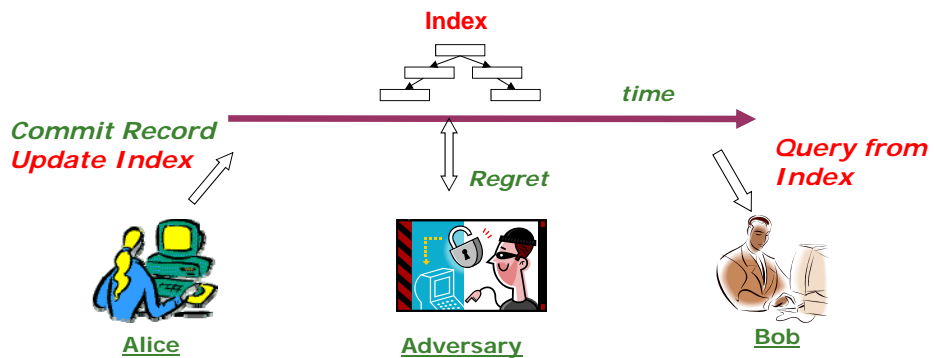 Index
time
Commit Record
Update Index
Query from
Index
Regret
Alice
Adversary
Bob